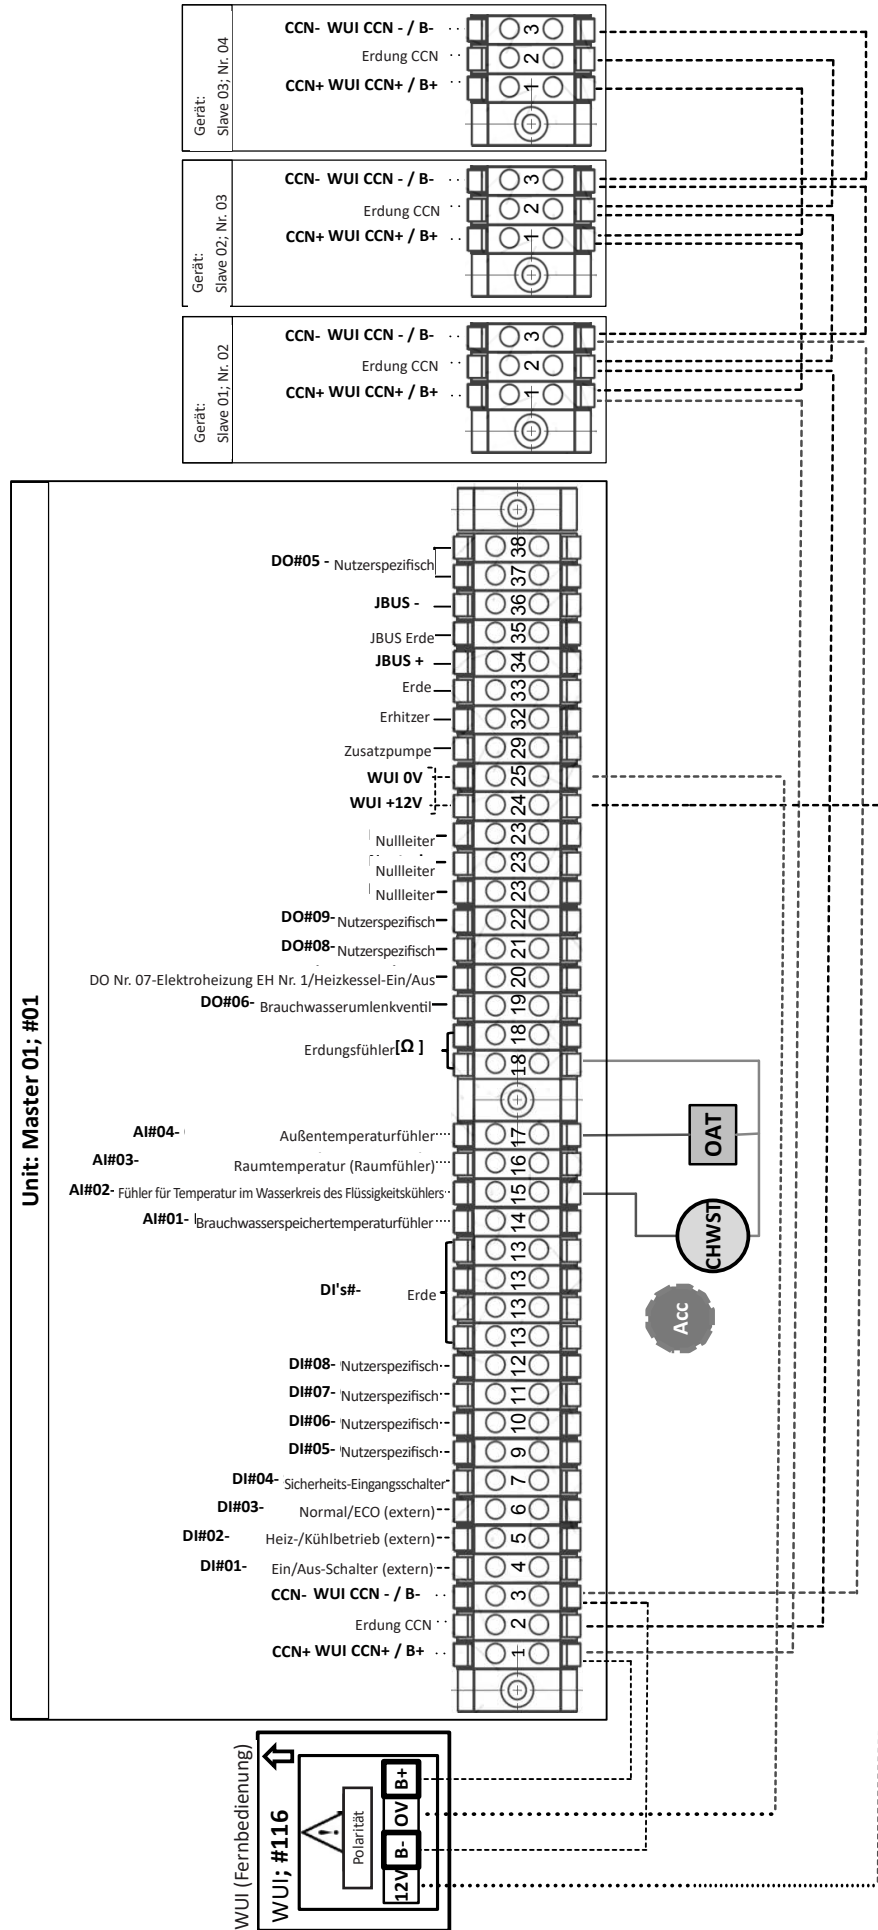 CCN- WUI CCN - / B- 3
Erdung CCN 2
CCN+ WUI CCN+ / B+ 1
Gerät:
Slave 03; Nr. 04
CCN- WUI CCN - / B- 3
Erdung CCN 2
CCN+ WUI CCN+ / B+ 1
Gerät:
Slave 02; Nr. 03
CCN- WUI CCN - / B- 3
Erdung CCN 2
CCN+ WUI CCN+ / B+ 1
Gerät:
Slave 01; Nr. 02
Unit: Master 01; #01
38
DO#05 - Nutzerspezifisch
37
JBUS - 36
JBUS Erde 35
JBUS + 34
Erde 33
Erhitzer 32
Zusatzpumpe 29
WUI 0V 25
WUI +12V 24
Nullleiter 23
Nullleiter 23
Nullleiter 23
DO#09- Nutzerspezifisch 22
DO#08- Nutzerspezifisch 21
DO Nr. 07-Elektroheizung EH Nr. 1/Heizkessel-Ein/Aus 20
DO#06- Brauchwasserumlenkventil 19
18
Erdungsfühler[Ω ]
18
AI#04- Außentemperaturfühler 17
AI#03- Raumtemperatur (Raumfühler) 16
AI#02- Fühler für Temperatur im Wasserkreis des Flüssigkeitskühlers 15
AI#01- Brauchwasserspeichertemperaturfühler 14
13
13
DI's#- Erde
13
13
DI#08- Nutzerspezifisch 12
DI#07- Nutzerspezifisch 11
DI#06- Nutzerspezifisch 10
DI#05- Nutzerspezifisch 9
DI#04- Sicherheits-Eingangsschalter 7
DI#03- Normal/ECO (extern) 6
DI#02- Heiz-/Kühlbetrieb (extern) 5
DI#01- Ein/Aus-Schalter (extern) 4
CCN- WUI CCN - / B- 3
Erdung CCN 2
CCN+ WUI CCN+ / B+ 1
OAT
CHWST
Acc
WUI (Fernbedienung)
WUI; #116
!
Polarität
12V B- 0V B+